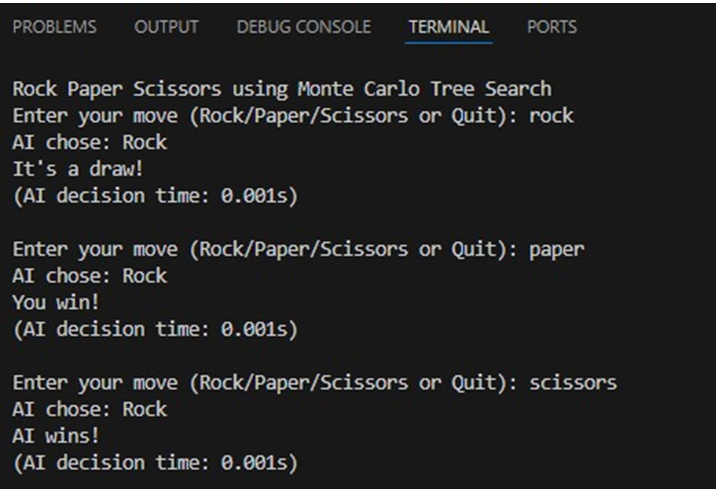 PROBLEMS OUTPUT DEBUG CONSOLE TERMINAL PORTS
Rock Paper Scissors using Monte Carlo Tree Search
Enter your move (Rock/Paper/Scissors or Quit): rock
AI chose: Rock
It's a draw!
(AI decision time: 0.001s)
Enter your move (Rock/Paper/Scissors or Quit): paper
AI chose: Rock
You win!
(AI decision time: 0.001s)
Enter your move (Rock/Paper/Scissors or Quit): scissors
AI chose: Rock
AI wins!
(AI decision time: 0.001s)